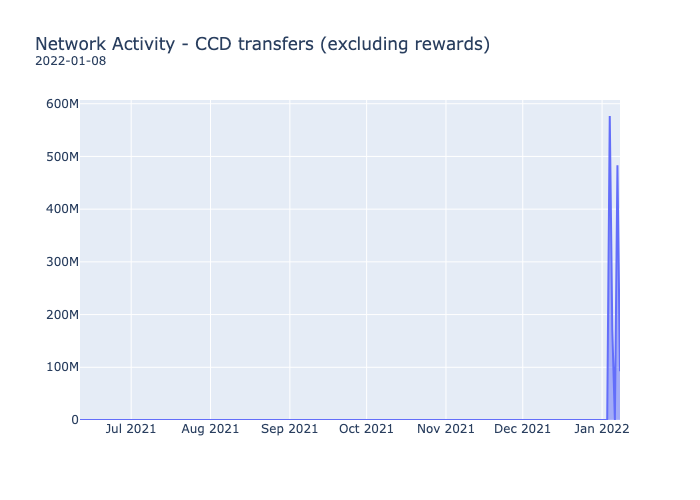 Network Activity - CCD transfers (excluding rewards)
2022-01-08
600M
500M
400M
300M
200M
100M
0
Jul 2021 Aug 2021 Sep 2021 Oct 2021 Nov 2021 Dec 2021 Jan 2022